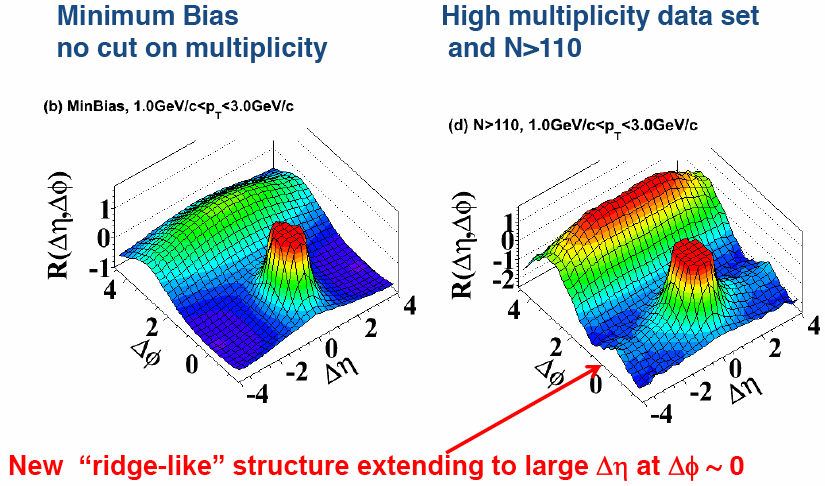 Minimum Bias
no cut on multiplicity
High multiplicity data set
and N>110
(b) MinBias, 1.0GeV/c<pT<3.0GeV/c
(d) N>110, 1.0GeV/c<pT<3.0GeV/c
R(Δη,Δϕ)
1
0
-1
4
2
0
Δϕ
-4
-2
0
2
4
Δη
R(Δη,Δϕ)
1
0
-1
-2
4
2
0
Δϕ
-4
-2
0
2
4
Δη
New "ridge-like" structure extending to large Δη at Δϕ ~ 0